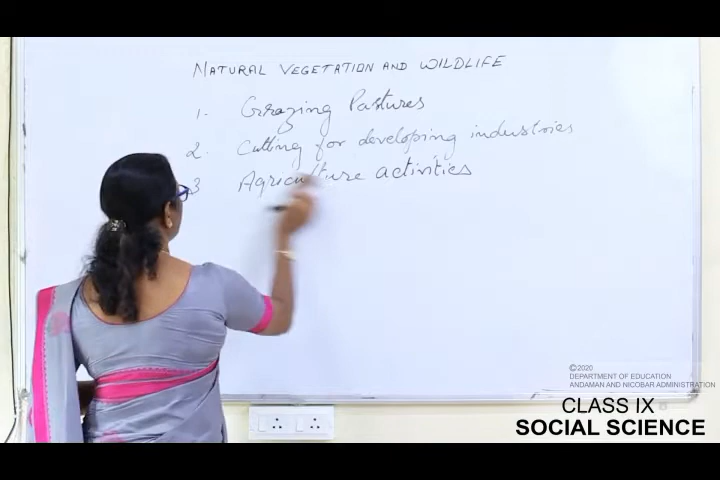 NATURAL VEGETATION AND WILDLIFE
1. Grazing Pastures
2. Cutting for developing industries
3 Agriculture activities
©2020
DEPARTMENT OF EDUCATION
ANDAMAN AND NICOBAR ADMINISTRATION
CLASS IX
SOCIAL SCIENCE